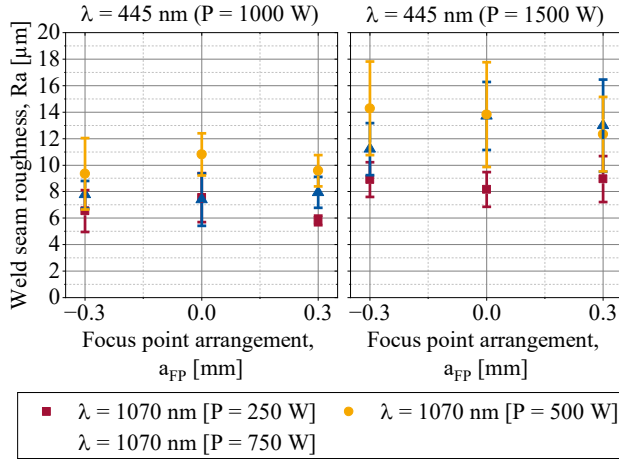 λ = 445 nm (P = 1000 W)
λ = 445 nm (P = 1500 W)
Weld seam roughness, Ra [µm]
20
18
16
14
12
10
8
6
4
2
0
−0.3 0.0 0.3
−0.3 0.0 0.3
Focus point arrangement,
a_FP [mm]
Focus point arrangement,
a_FP [mm]
λ = 1070 nm [P = 250 W]
λ = 1070 nm [P = 500 W]
λ = 1070 nm [P = 750 W]